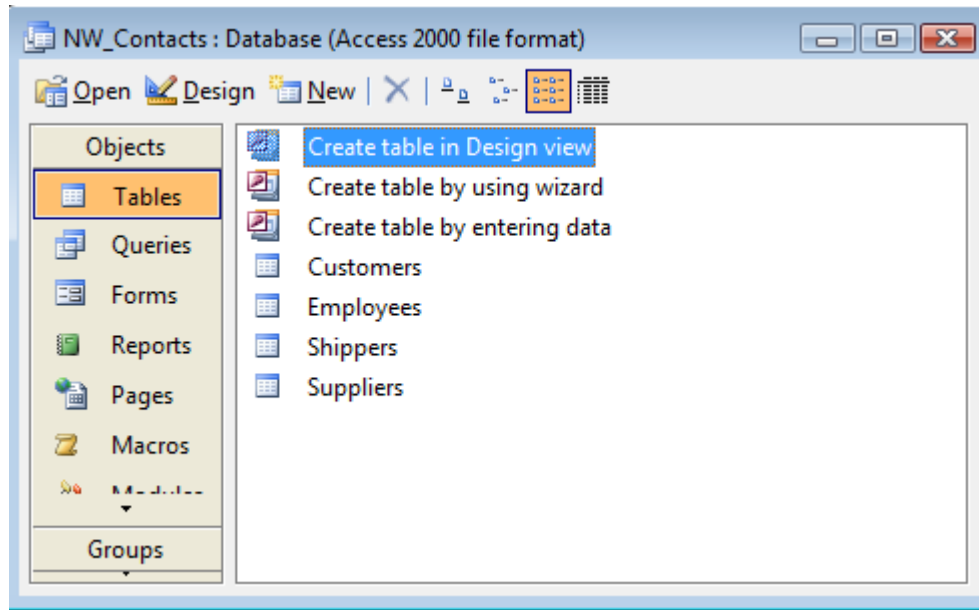 NW_Contacts : Database (Access 2000 file format)
Open Design New
Objects
Tables
Queries
Forms
Reports
Pages
Macros
Groups
Create table in Design view
Create table by using wizard
Create table by entering data
Customers
Employees
Shippers
Suppliers